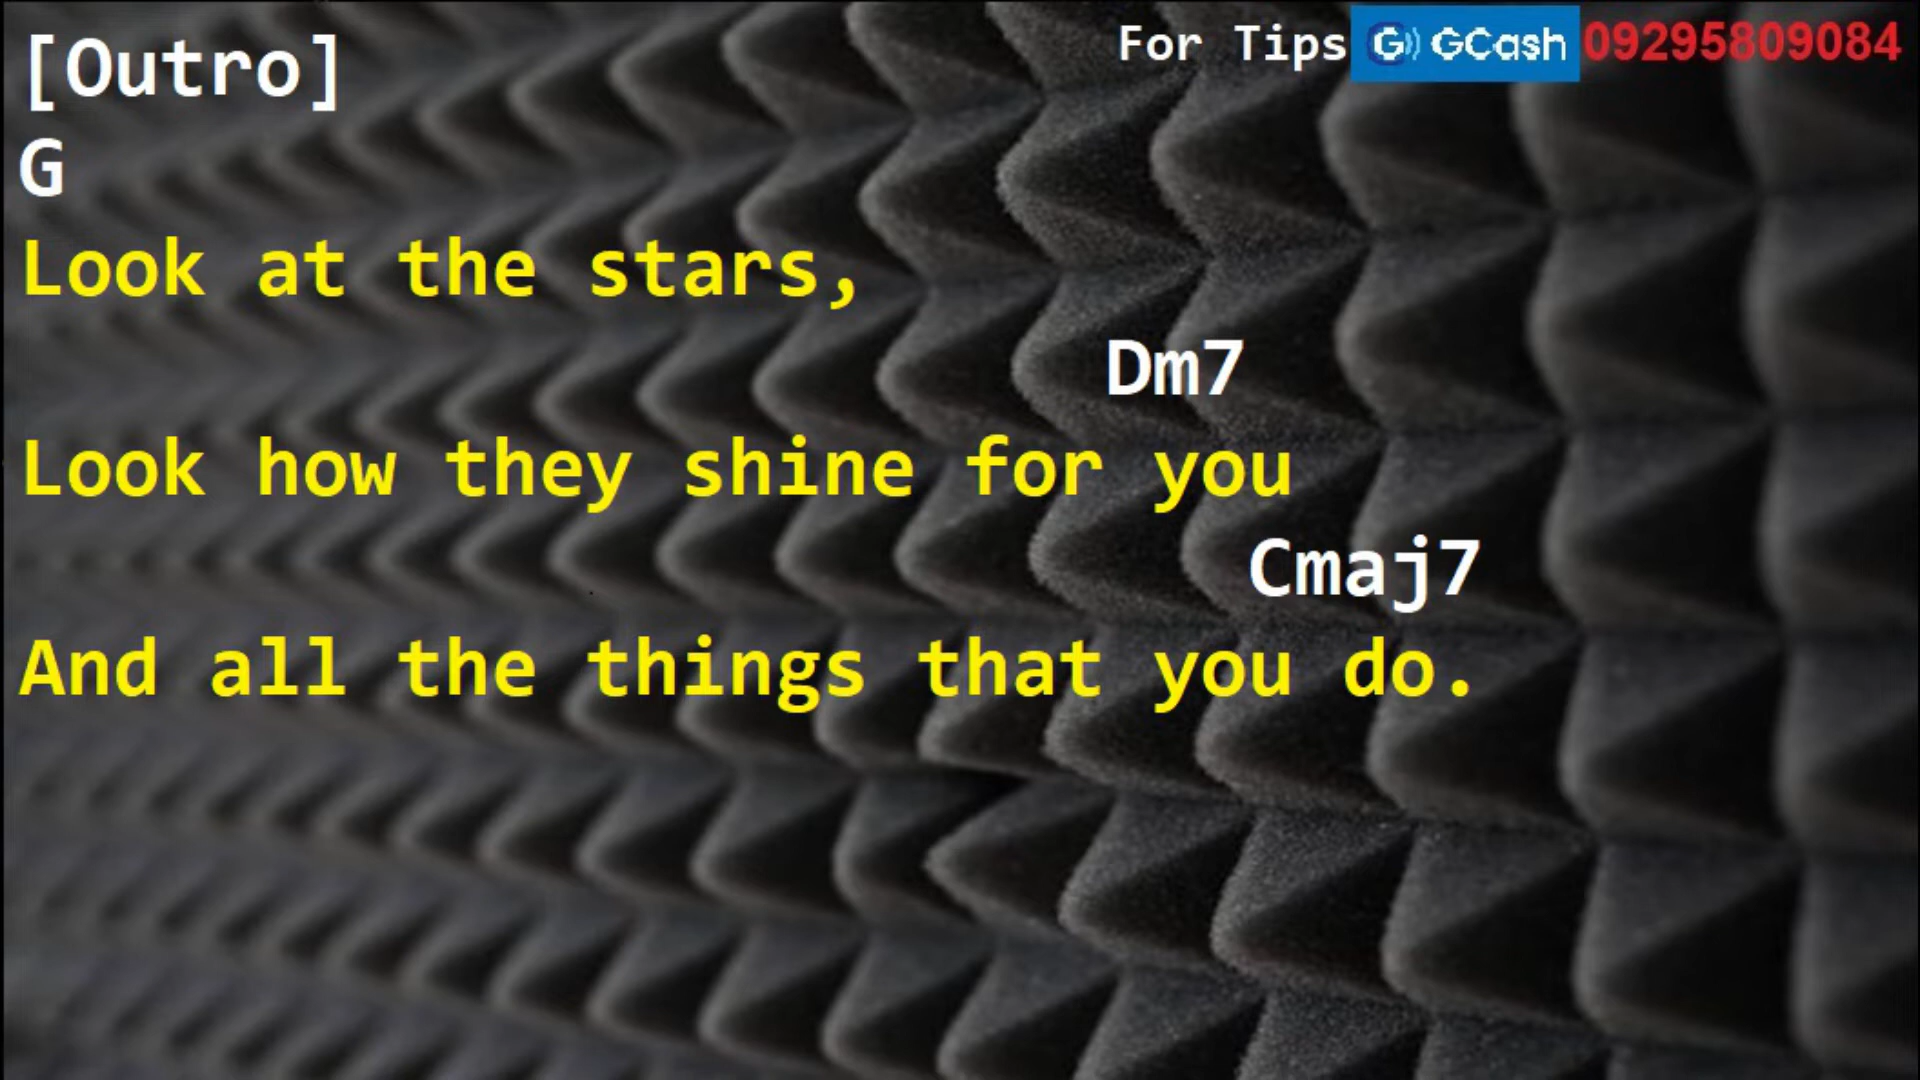 [Outro]
For Tips G GCash 09295809084
G
Look at the stars,
Dm7
Look how they shine for you
Cmaj7
And all the things that you do.